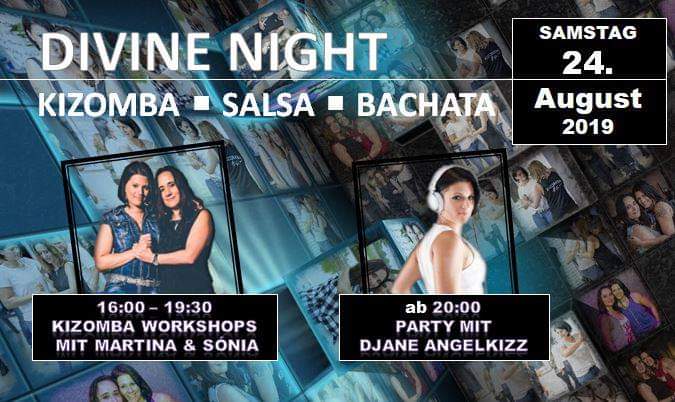 DIVINE NIGHT
KIZOMBA ▪ SALSA ▪ BACHATA
SAMSTAG
24.
August
2019
16:00 – 19:30
KIZOMBA WORKSHOPS
MIT MARTINA & SÓNIA
ab 20:00
PARTY MIT
DJANE ANGELKIZZ